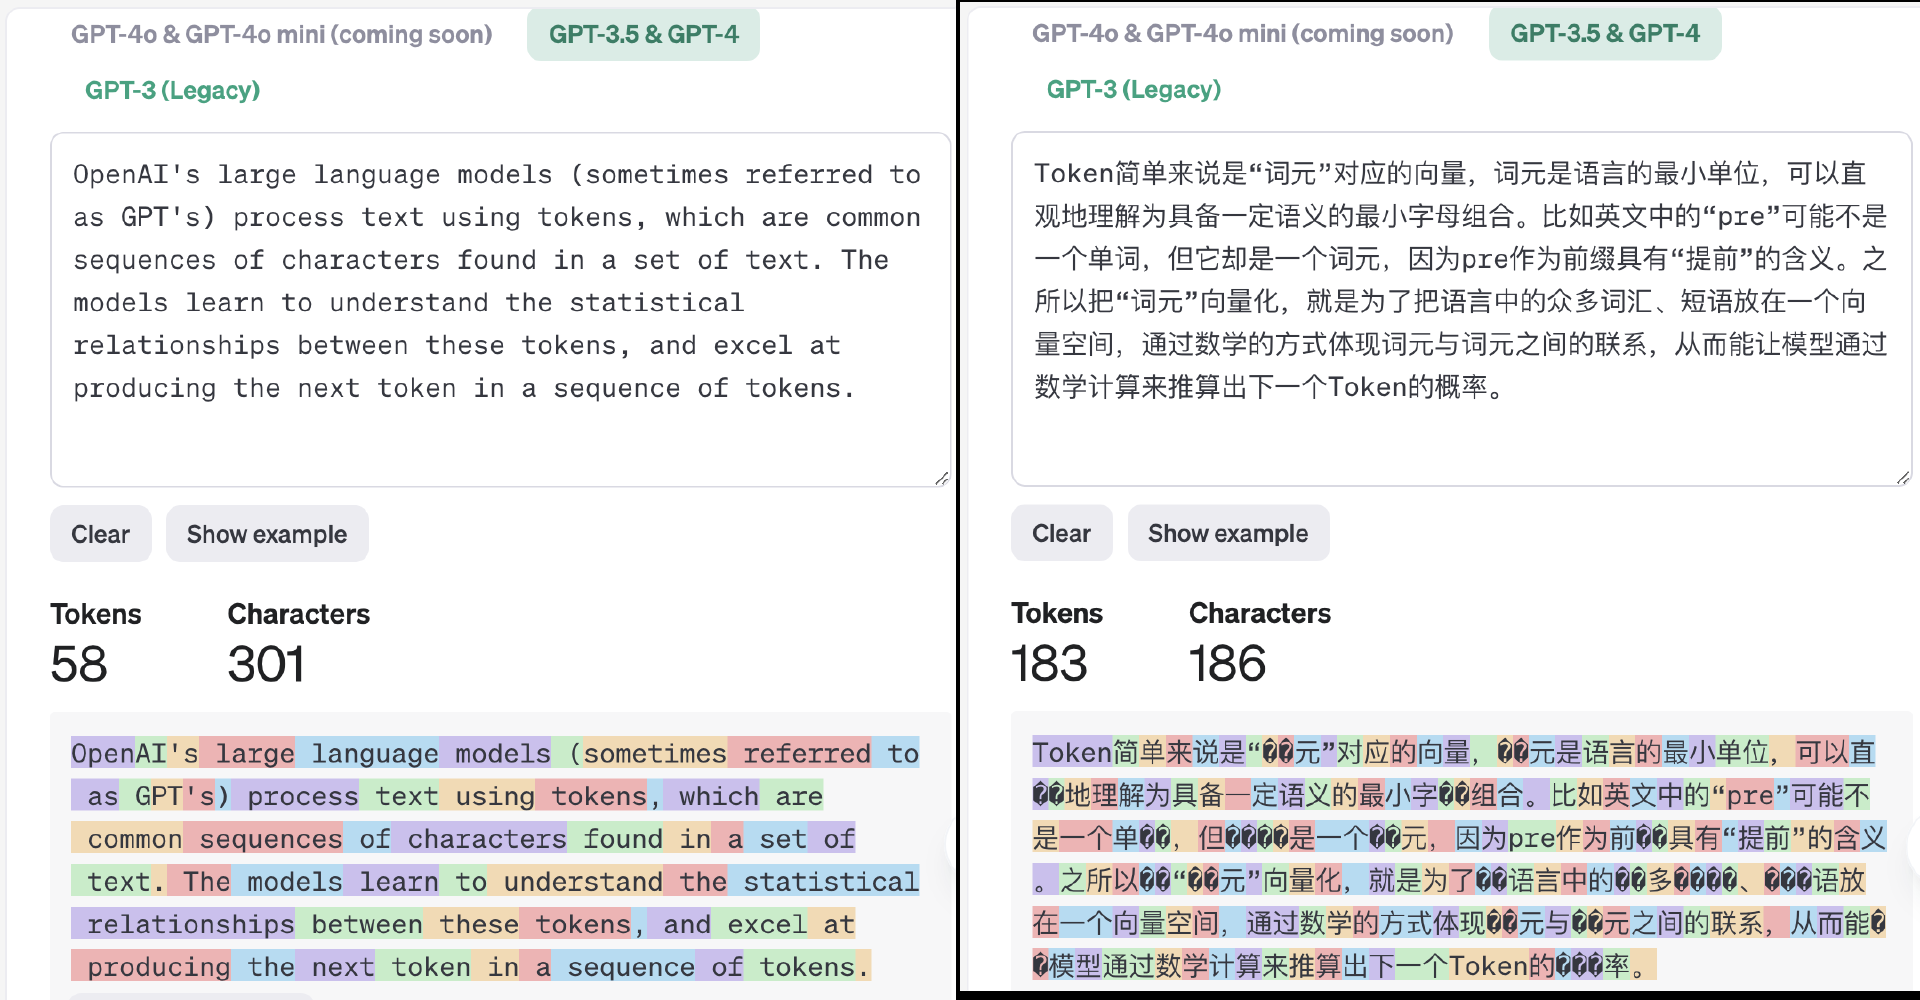 GPT-4o & GPT-4o mini (coming soon) GPT-3.5 & GPT-4
GPT-3 (Legacy)
OpenAI's large language models (sometimes referred to
as GPT's) process text using tokens, which are common
sequences of characters found in a set of text. The
models learn to understand the statistical
relationships between these tokens, and excel at
producing the next token in a sequence of tokens.
Clear Show example
Tokens Characters
58 301
OpenAI's large language models (sometimes referred to
as GPT's) process text using tokens, which are
common sequences of characters found in a set of
text. The models learn to understand the statistical
relationships between these tokens, and excel at
producing the next token in a sequence of tokens.
GPT-4o & GPT-4o mini (coming soon) GPT-3.5 & GPT-4
GPT-3 (Legacy)
Token简单来说是“词元”对应的向量，词元是语言的最小单位，可以直
观地理解为具备一定语义的最小字母组合。比如英文中的“pre”可能不是
一个单词，但它却是一个词元，因为pre作为前缀具有“提前”的含义。之
所以把“词元”向量化，就是为了把语言中的众多词汇、短语放在一个向
量空间，通过数学的方式体现词元与词元之间的联系，从而能让模型通过
数学计算来推算出下一个Token的概率。
Clear Show example
Tokens Characters
183 186
Token简单来说是“��元”对应的向量，��元是语言的最小单位，可以直
��地理解为具备一定语义的最小字��组合。比如英文中的“pre”可能不
是一个单��，但����是一个��元，因为pre作为前��具有“提前”的含义
。之所以��“��元”向量化，就是为了��语言中的��多����、���语放
在一个向量空间，通过数学的方式体现��元与��元之间的联系，从而能�
�模型通过数学计算来推算出下一个Token的���率。